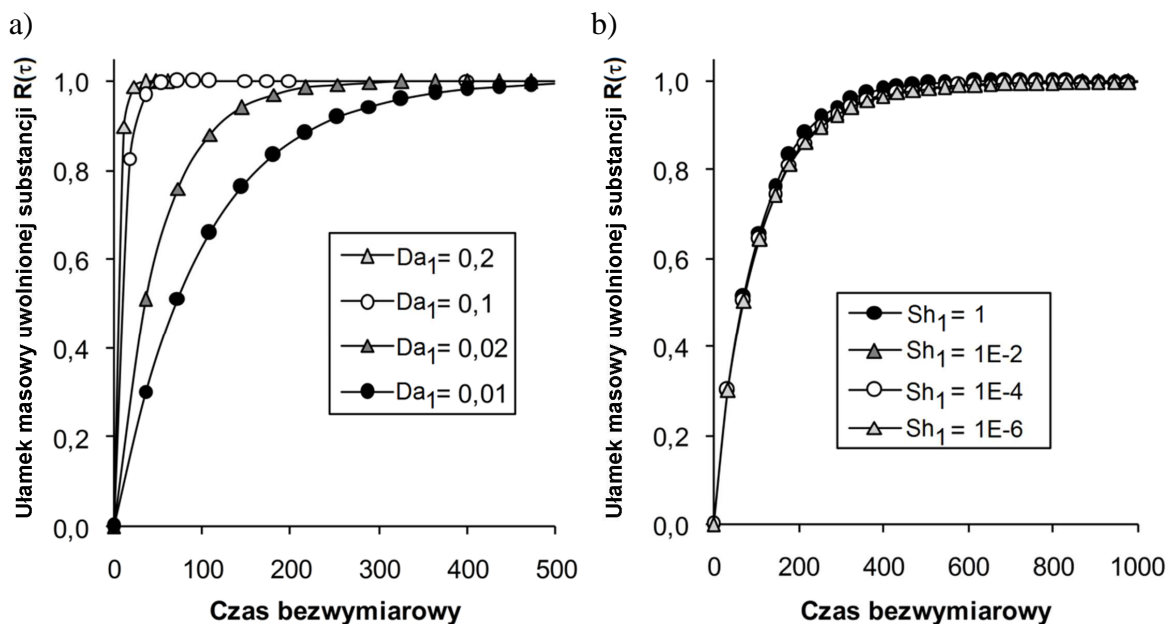 a)
Ułamek masowy uwolnionej substancji R(τ)
1,0
0,8
0,6
0,4
0,2
0,0
Da1= 0,2
Da1= 0,1
Da1= 0,02
Da1= 0,01
0 100 200 300 400 500
Czas bezwymiarowy
b)
Ułamek masowy uwolnionej substancji R(τ)
1,0
0,8
0,6
0,4
0,2
0,0
Sh1= 1
Sh1= 1E-2
Sh1= 1E-4
Sh1= 1E-6
0 200 400 600 800 1000
Czas bezwymiarowy